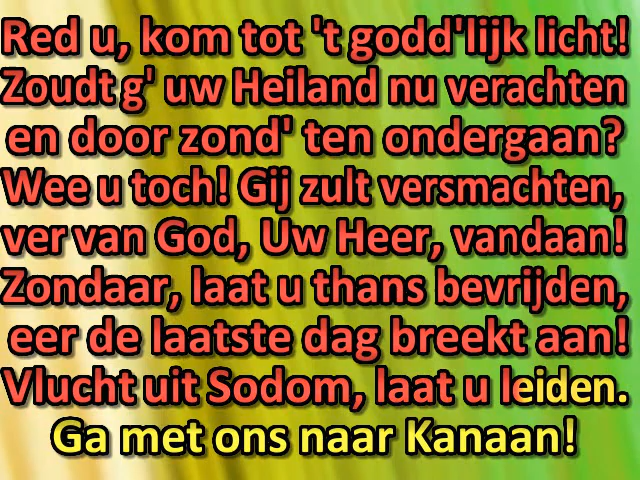 Red u, kom tot 't godd'lijk licht!
Zoudt g' uw Heiland nu verachten
en door zond' ten ondergaan?
Wee u toch! Gij zult versmachten,
ver van God, Uw Heer, vandaan!
Zondaar, laat u thans bevrijden,
eer de laatste dag breekt aan!
Vlucht uit Sodom, laat u leiden.
Ga met ons naar Kanaan!